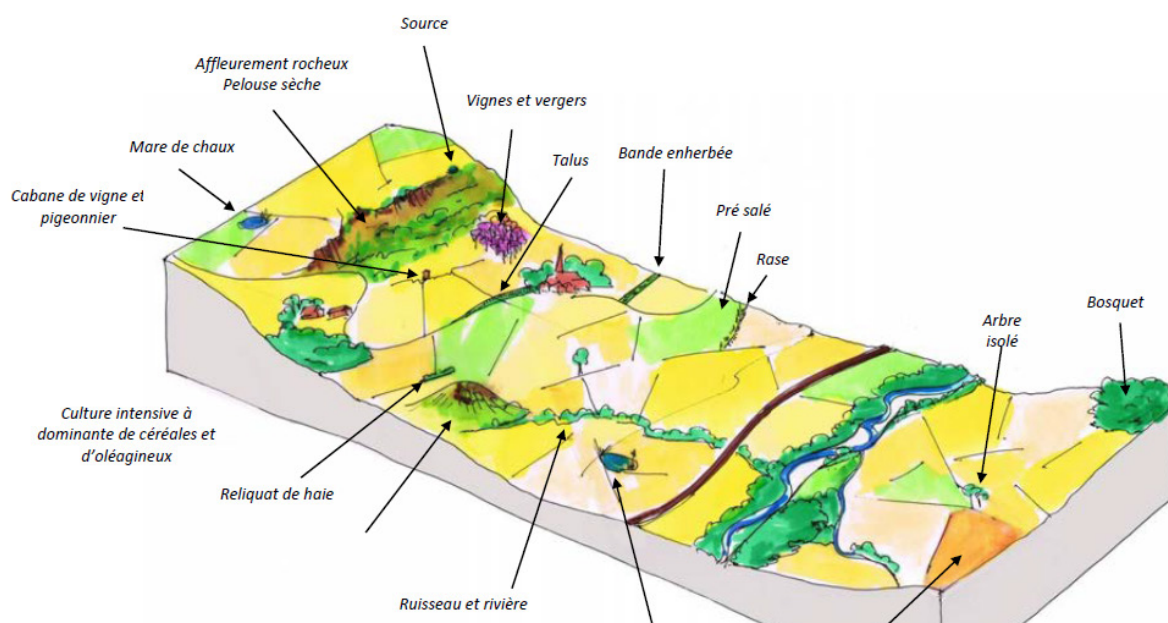 Source
Affleurement rocheux
Pelouse sèche
Vignes et vergers
Mare de chaux
Talus
Bande enherbée
Cabane de vigne et
pigeonnier
Pré salé
Rase
Bosquet
Arbre
isolé
Culture intensive à
dominante de céréales et
d'oléagineux
Reliquat de haie
Ruisseau et rivière